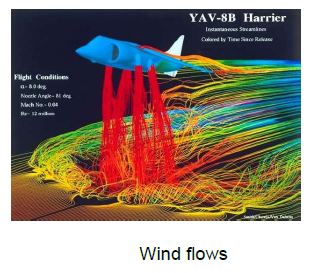 YAV-8B Harrier
Instantaneous Streamlines
Colored by Time Since Release
Flight Conditions
α - 8.0 deg.
Nozzle Angle - 81 deg.
Mach No. - 0.04
Re - 12 million
Wind flows